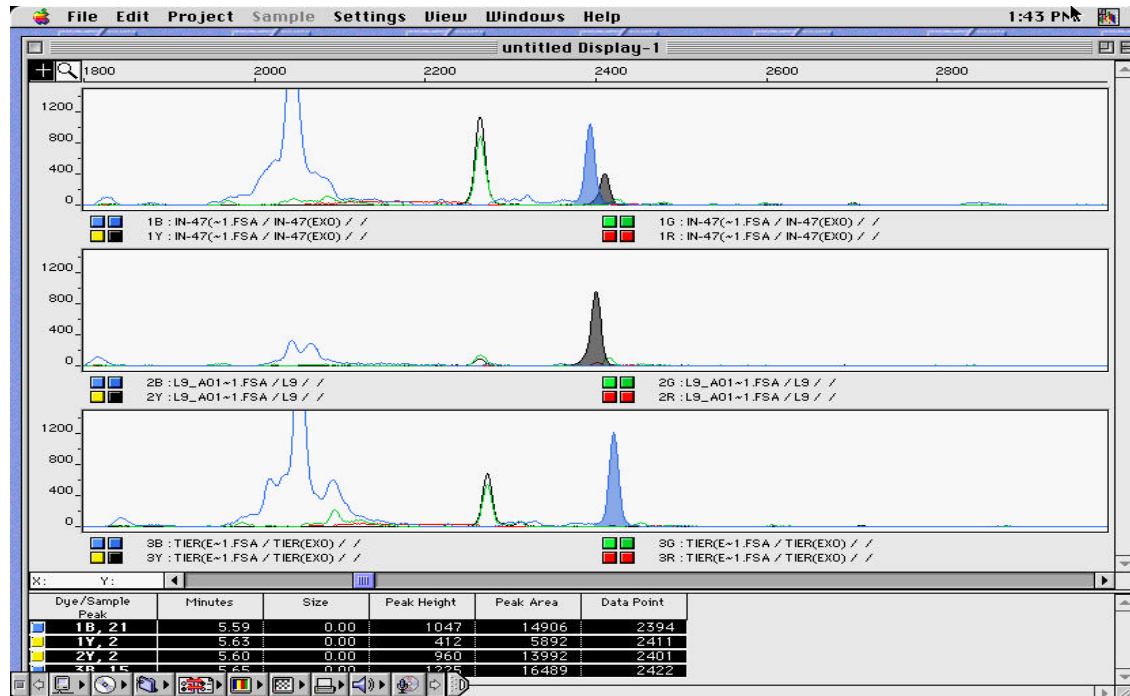 File Edit Project Sample Settings View Windows Help 1:43 PM
untitled Display-1
1800 2000 2200 2400 2600 2800
1200
800
400
0
1B : IN-47(~1.FSA / IN-47(EXO) / / 1G : IN-47(~1.FSA / IN-47(EXO) / /
1Y : IN-47(~1.FSA / IN-47(EXO) / / 1R : IN-47(~1.FSA / IN-47(EXO) / /
1200
800
400
0
2B : L9_A01~1.FSA / L9 / / 2G : L9_A01~1.FSA / L9 / /
2Y : L9_A01~1.FSA / L9 / / 2R : L9_A01~1.FSA / L9 / /
1200
800
400
0
3B : TIER(E~1.FSA / TIER(EXO) / / 3G : TIER(E~1.FSA / TIER(EXO) / /
3Y : TIER(E~1.FSA / TIER(EXO) / / 3R : TIER(E~1.FSA / TIER(EXO) / /
X: Y:
Dye/Sample Peak Minutes Size Peak Height Peak Area Data Point
1B, 21 5.59 0.00 1047 14906 2394
1Y, 2 5.63 0.00 412 5892 2411
2Y, 2 5.60 0.00 960 13992 2401
3B, 15 5.65 0.00 1225 16489 2422